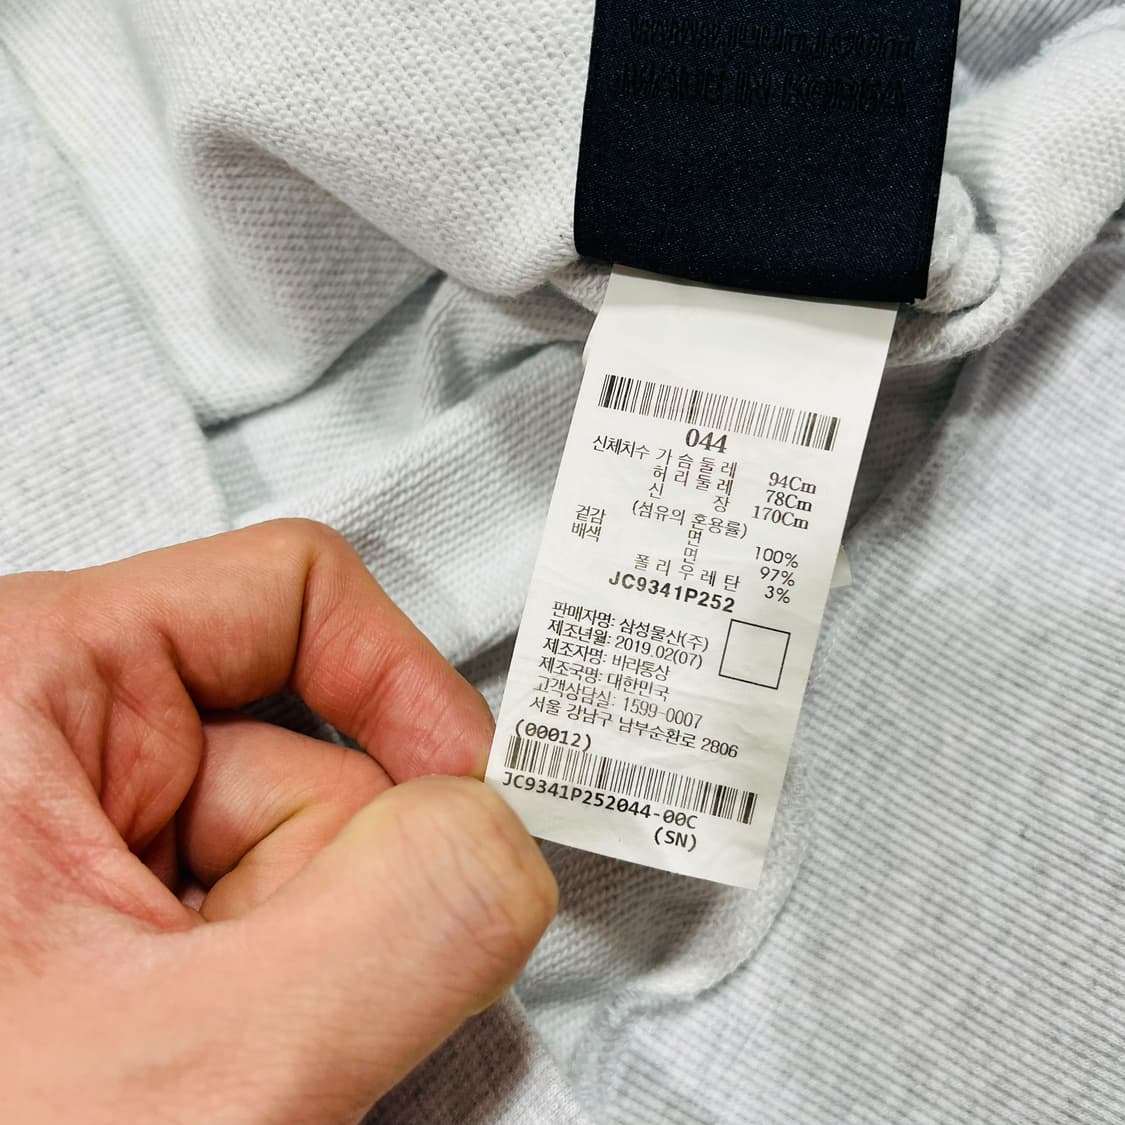 MADE IN KOREA
044
신체치수 가슴둘레 94Cm
허리둘레 78Cm
신 장 170Cm
(섬유의 혼용률)
겉감 면 100%
배색 면 97%
폴리우레탄 3%
JC9341P252
판매자명: 삼성물산(주)
제조년월: 2019.02(07)
제조자명: 바라통상
제조국명: 대한민국
고객상담실: 1599-0007
서울 강남구 남부순환로 2806
(00012)
JC9341P252044-00C
(SN)